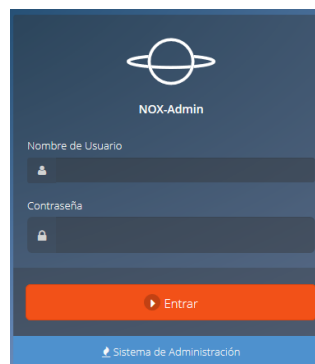 NOX-Admin
Nombre de Usuario
Contraseña
Entrar
Sistema de Administración